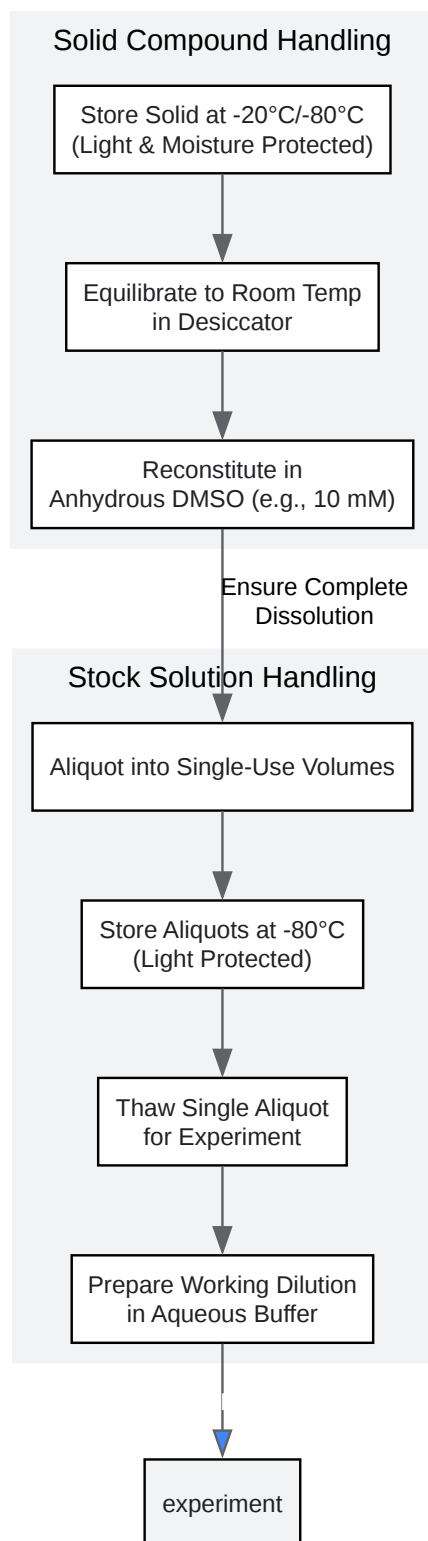 Solid Compound Handling
Store Solid at -20°C/-80°C
(Light & Moisture Protected)
Equilibrate to Room Temp
in Desiccator
Reconstitute in
Anhydrous DMSO (e.g., 10 mM)
Ensure Complete
Dissolution
Stock Solution Handling
Aliquot into Single-Use Volumes
Store Aliquots at -80°C
(Light Protected)
Thaw Single Aliquot
for Experiment
Prepare Working Dilution
in Aqueous Buffer
experiment